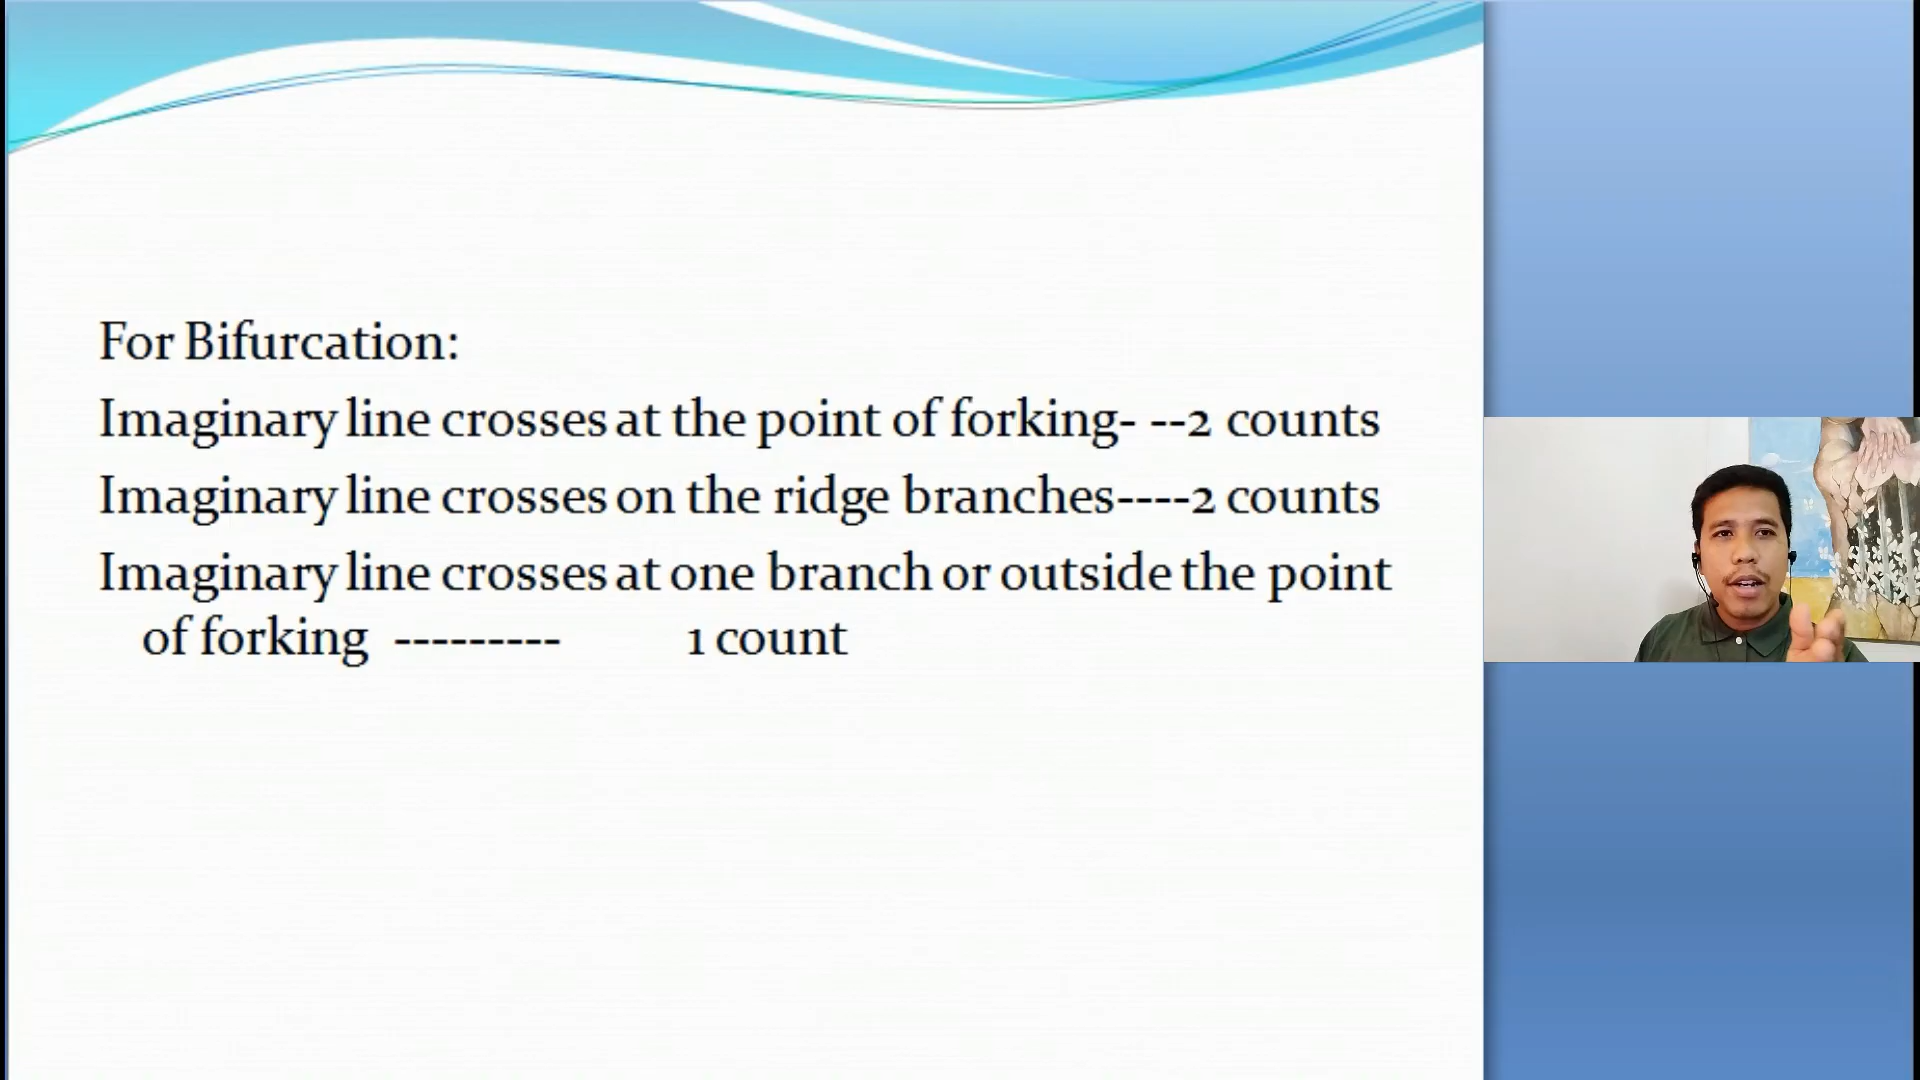 For Bifurcation:
Imaginary line crosses at the point of forking- --2 counts
Imaginary line crosses on the ridge branches----2 counts
Imaginary line crosses at one branch or outside the point
of forking --------- 1 count